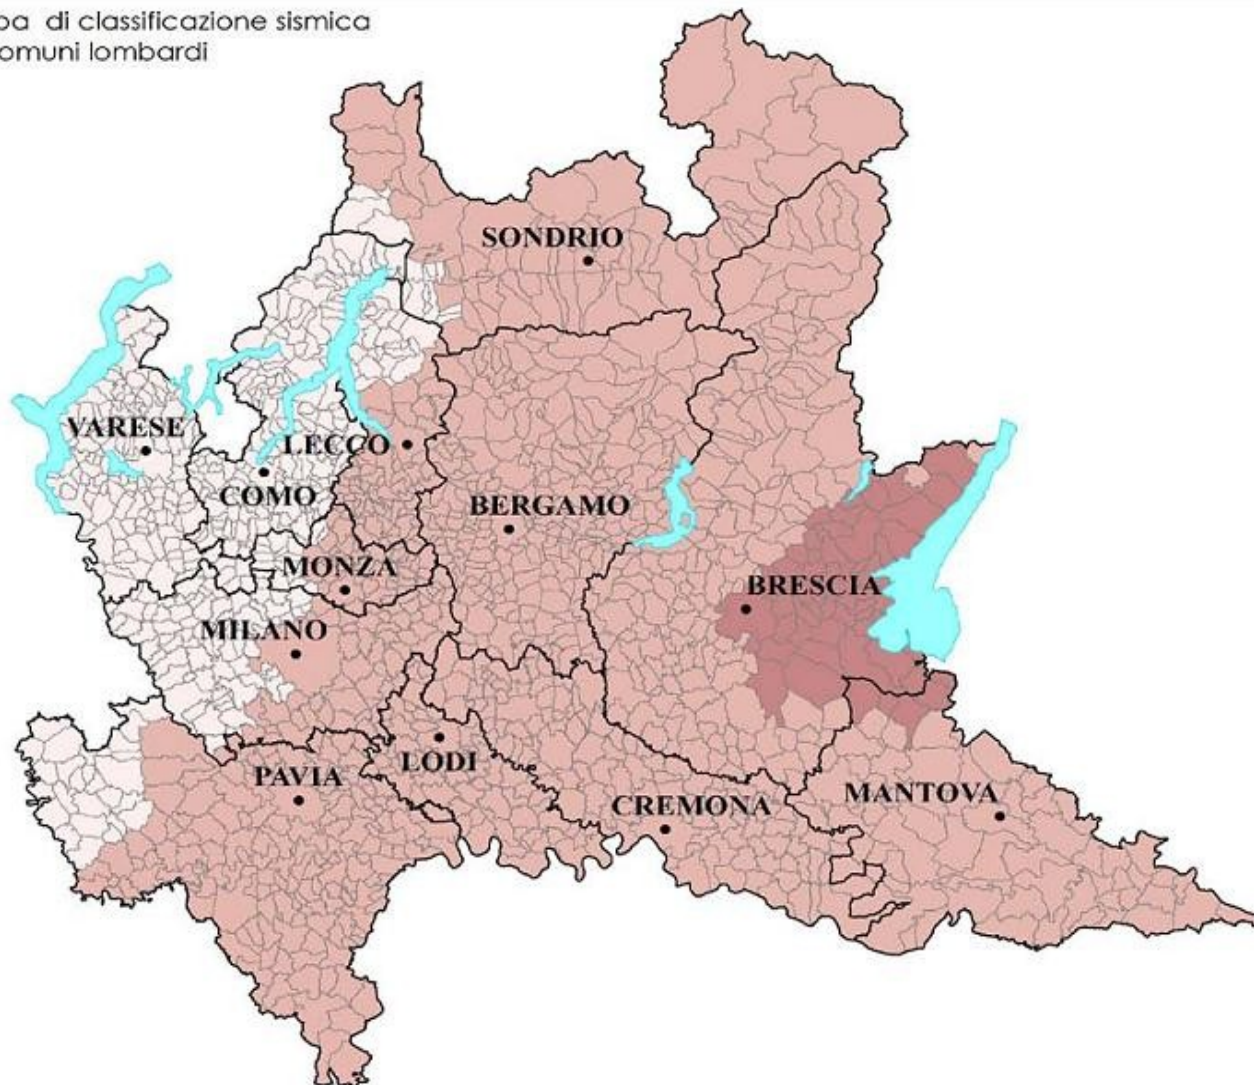 pa di classificazione sismica
omuni lombardi
SONDRIO
VARESE
LECCO
COMO
BERGAMO
MONZA
BRESCIA
MILANO
LODI
PAVIA
CREMONA
MANTOVA